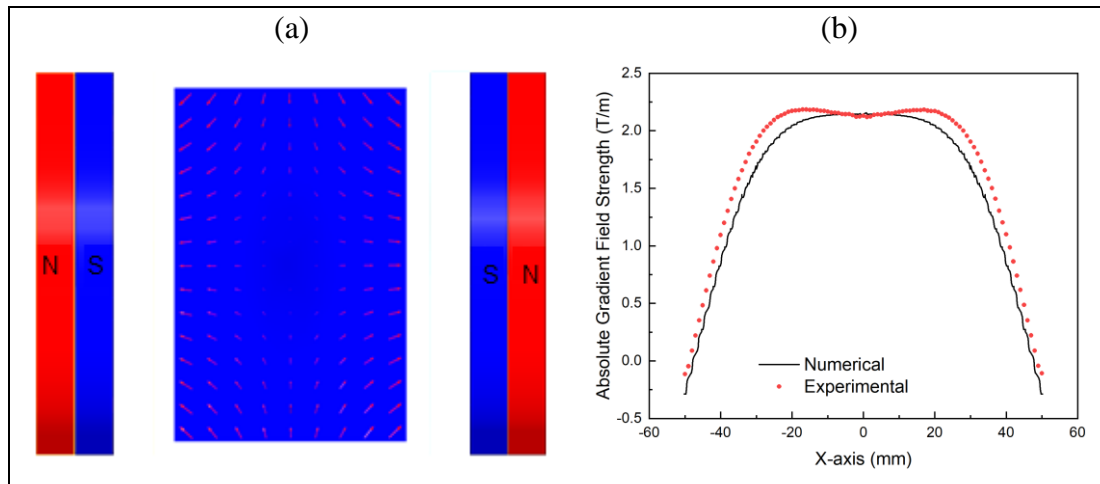 (a)
N S
S N
(b)
Absolute Gradient Field Strength (T/m)
2.5
2.0
1.5
1.0
0.5
0.0
-0.5
Numerical
Experimental
-60 -40 -20 0 20 40 60
X-axis (mm)